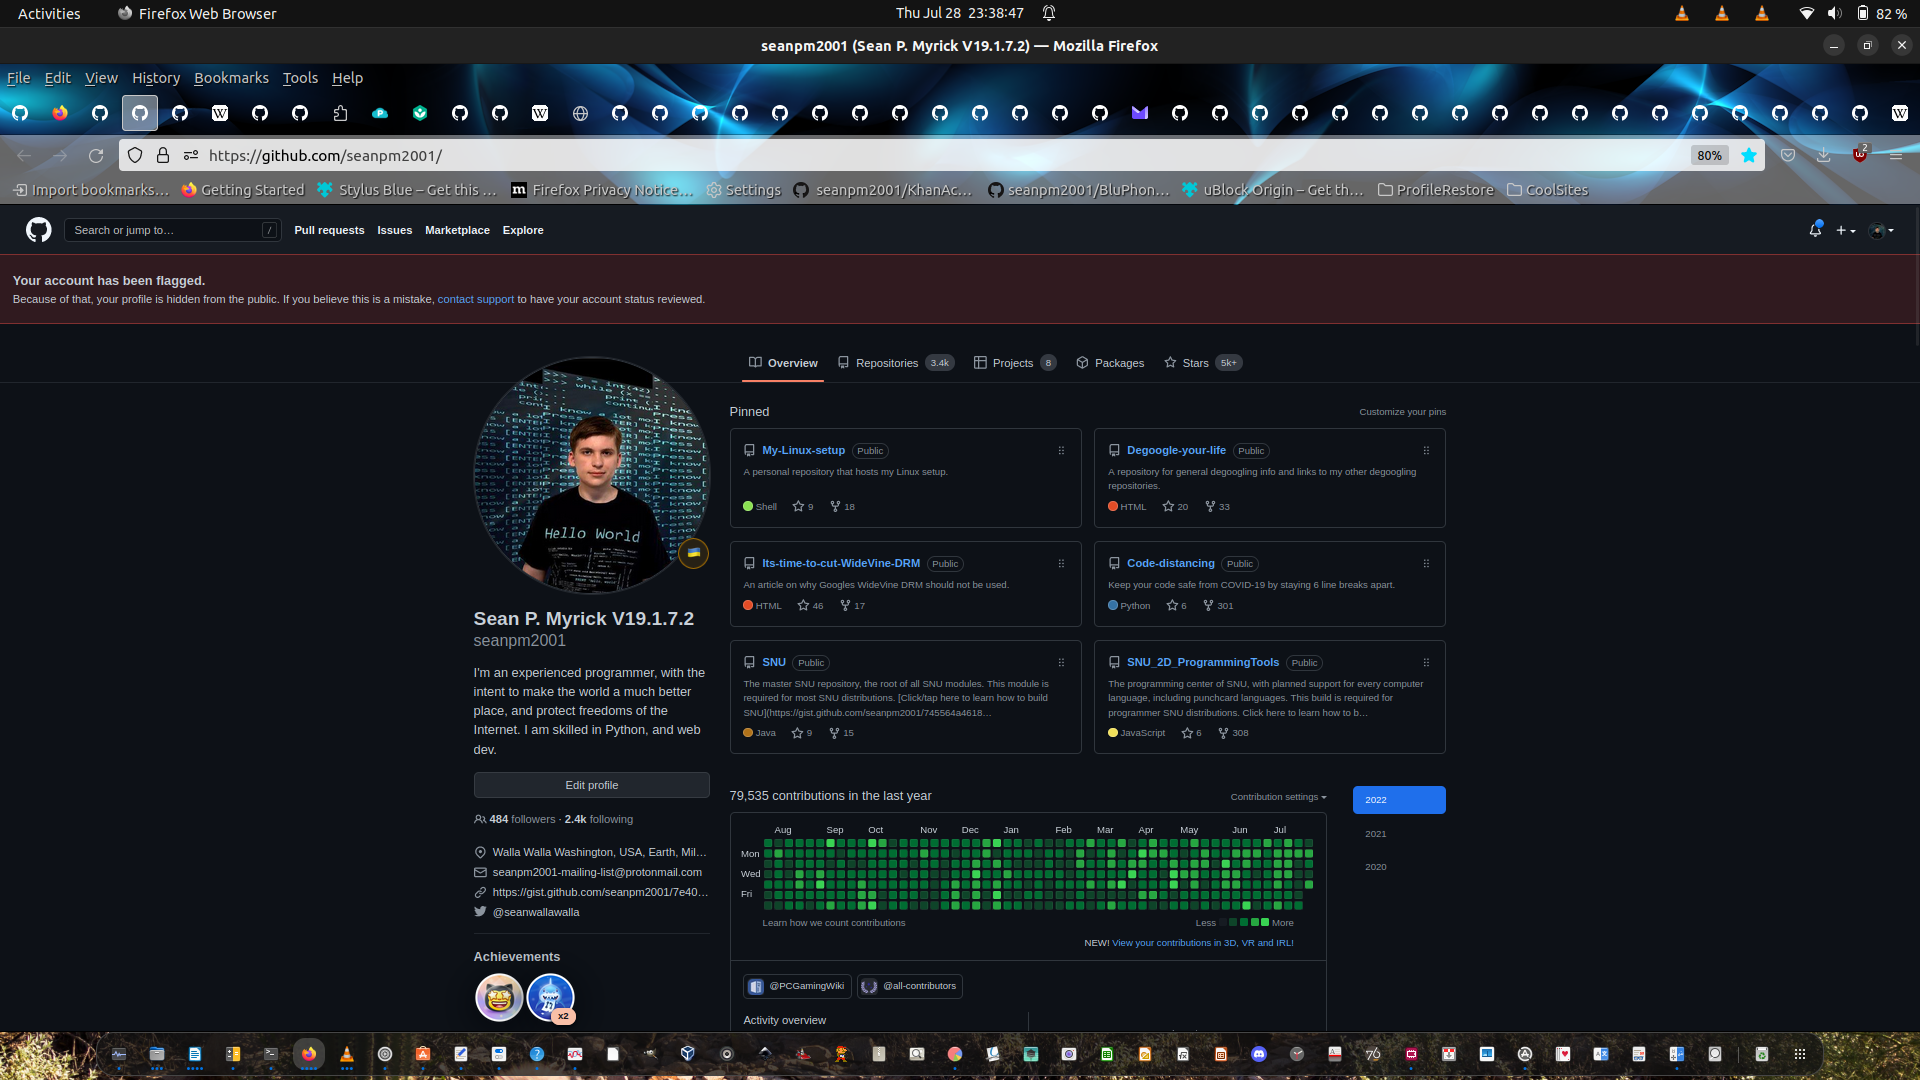 Activities
Firefox Web Browser
Thu Jul 28 23:38:47
82 %
seanpm2001 (Sean P. Myrick V19.1.7.2) — Mozilla Firefox
File Edit View History Bookmarks Tools Help
https://github.com/seanpm2001/
80%
2
Import bookmarks…
Getting Started
Stylus Blue – Get this …
Firefox Privacy Notice…
Settings
seanpm2001/KhanAc…
seanpm2001/BluPhon…
uBlock Origin – Get th…
ProfileRestore
CoolSites
Search or jump to…
/
Pull requests
Issues
Marketplace
Explore
Your account has been flagged.
Because of that, your profile is hidden from the public. If you believe this is a mistake, contact support to have your account status reviewed.
Overview
Repositories 3.4k
Projects 8
Packages
Stars 5k+
Hello World
Sean P. Myrick V19.1.7.2
seanpm2001
I'm an experienced programmer, with the
intent to make the world a much better
place, and protect freedoms of the
Internet. I am skilled in Python, and web
dev.
Edit profile
484 followers · 2.4k following
Walla Walla Washington, USA, Earth, Mil…
seanpm2001-mailing-list@protonmail.com
https://gist.github.com/seanpm2001/7e40…
@seanwallawalla
Achievements
x2
Pinned
Customize your pins
My-Linux-setup Public
A personal repository that hosts my Linux setup.
Shell 9 18
Degoogle-your-life Public
A repository for general degoogling info and links to my other degoogling
repositories.
HTML 20 33
Its-time-to-cut-WideVine-DRM Public
An article on why Googles WideVine DRM should not be used.
HTML 46 17
Code-distancing Public
Keep your code safe from COVID-19 by staying 6 line breaks apart.
Python 6 301
SNU Public
The master SNU repository, the root of all SNU modules. This module is
required for most SNU distributions. [Click/tap here to learn how to build
SNU](https://gist.github.com/seanpm2001/745564a4618…
Java 9 15
SNU_2D_ProgrammingTools Public
The programming center of SNU, with planned support for every computer
language, including punchcard languages. This build is required for
programmer SNU distributions. Click here to learn how to b…
JavaScript 6 308
79,535 contributions in the last year
Contribution settings
2022
2021
2020
Aug Sep Oct Nov Dec Jan Feb Mar Apr May Jun Jul
Mon
Wed
Fri
Learn how we count contributions
Less
More
NEW! View your contributions in 3D, VR and IRL!
@PCGamingWiki
@all-contributors
Activity overview